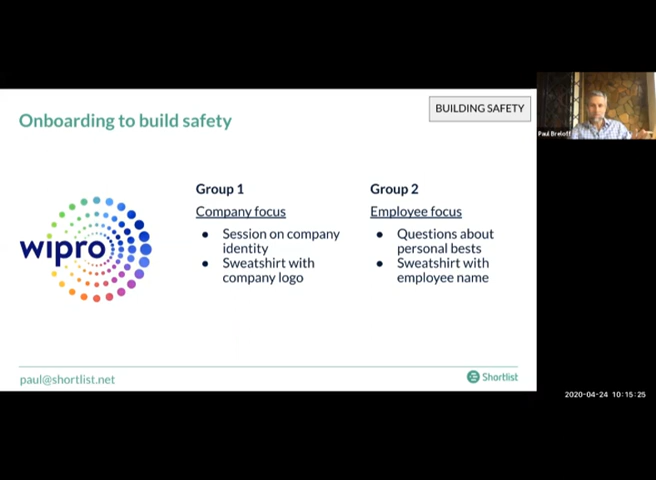 BUILDING SAFETY
Onboarding to build safety
Paul Breloff
wipro
Group 1
Company focus
● Session on company
identity
● Sweatshirt with
company logo
Group 2
Employee focus
● Questions about
personal bests
● Sweatshirt with
employee name
paul@shortlist.net
Shortlist
2020-04-24 10:15:25